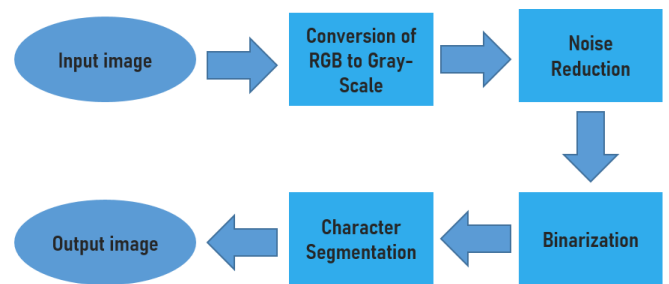 Input image
Conversion of
RGB to Gray-
Scale
Noise
Reduction
Binarization
Character
Segmentation
Output image